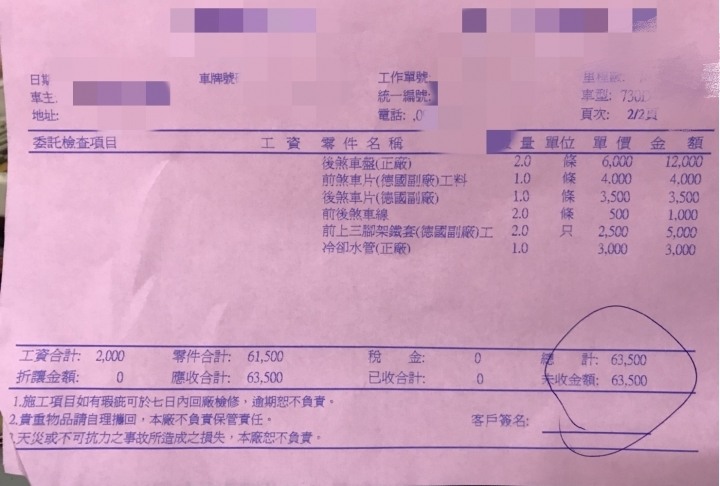 車牌號
工作單號
車主
統一編號:
車型: 730
地址:
電話:
頁次: 2/2頁
委託檢查項目 工資 零件名稱 量 單位 單價 金額
後煞車盤(正廠) 2.0 條 6,000 12,000
前煞車片(德國副廠)工料 1.0 條 4,000 4,000
後煞車片(德國副廠) 1.0 條 3,500 3,500
前後煞車線 2.0 條 500 1,000
前上三腳架鐵套(德國副廠)工 2.0 只 2,500 5,000
冷卻水管(正廠) 1.0 3,000 3,000
工資合計: 2,000 零件合計: 61,500 稅金: 0 總計: 63,500
折讓金額: 0 應收合計: 63,500 已收合計: 0 未收金額: 63,500
1.施工項目如有瑕疵可於七日內回廠檢修，逾期恕不負責。
2.貴重物品請自理攜回，本廠不負責保管責任。
3.天災或不可抗力之事故所造成之損失，本廠恕不負責。
客戶簽名: